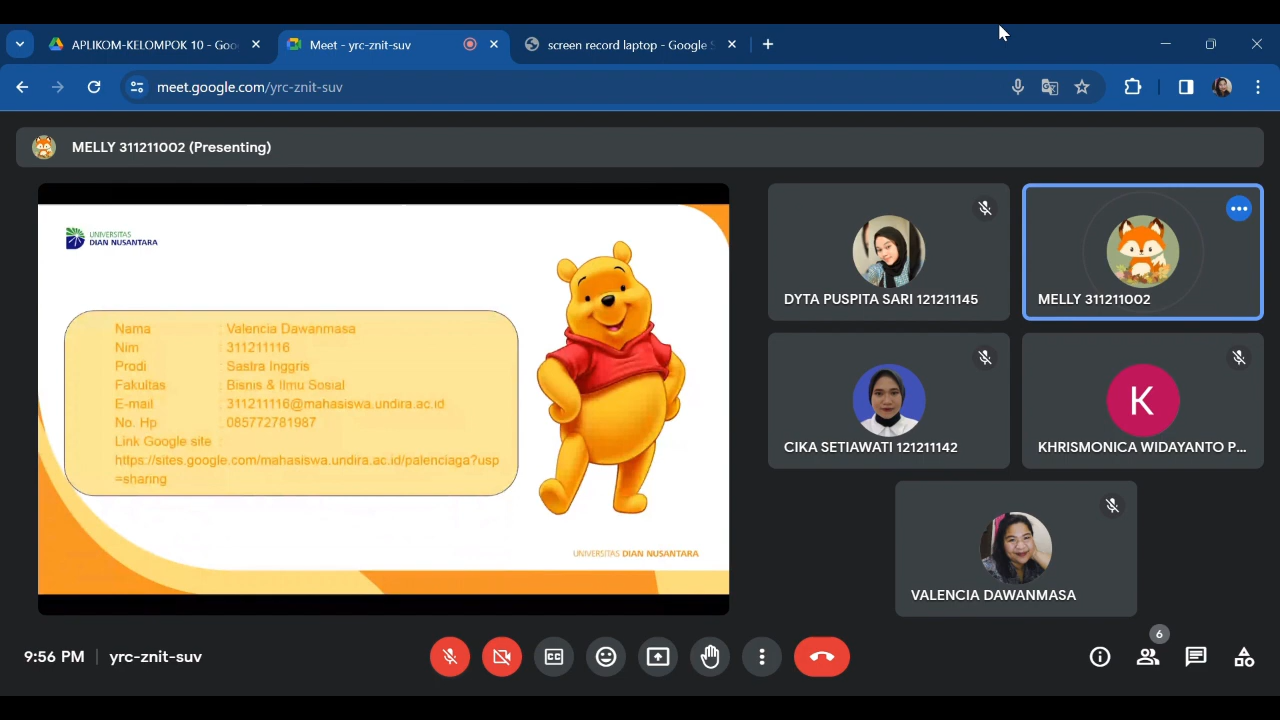 APLIKOM-KELOMPOK 10 - Goo
Meet - yrc-znit-suv
screen record laptop - Google S
meet.google.com/yrc-znit-suv
MELLY 311211002 (Presenting)
UNIVERSITAS
DIAN NUSANTARA
Nama : Valencia Dawanmasa
Nim : 311211116
Prodi : Sastra Inggris
Fakultas : Bisnis & Ilmu Sosial
E-mail : 311211116@mahasiswa.undira.ac.id
No. Hp : 085772781987
Link Google site :
https://sites.google.com/mahasiswa.undira.ac.id/palenciaga?usp
=sharing
UNIVERSITAS DIAN NUSANTARA
DYTA PUSPITA SARI 121211145
MELLY 311211002
CIKA SETIAWATI 121211142
K
KHRISMONICA WIDAYANTO P...
VALENCIA DAWANMASA
9:56 PM | yrc-znit-suv
CC
6